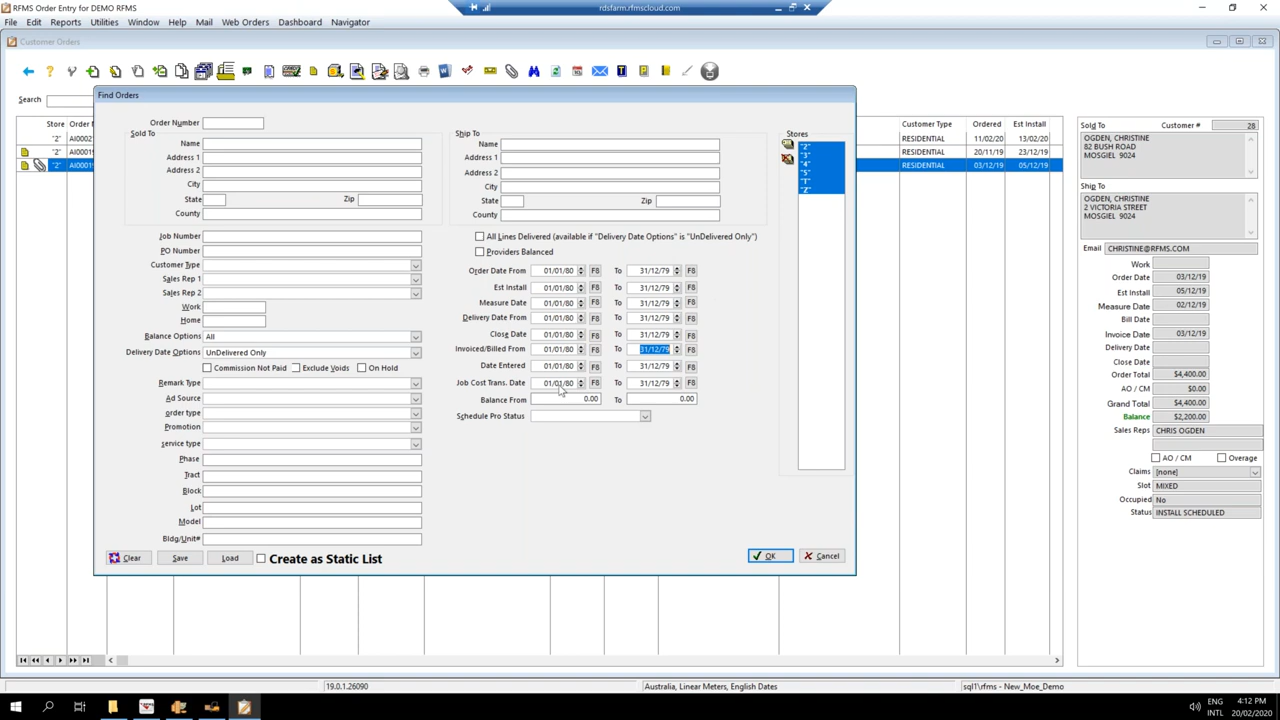 RFMS Order Entry for DEMO RFMS
rdsfarm.rfmscloud.com
File Edit Reports Utilities Window Help Mail Web Orders Dashboard Navigator
Customer Orders
Search
Store Order N Customer Type Ordered Est Install
"2" AI0002 RESIDENTIAL 11/02/20 13/02/20
"2" AI0001 RESIDENTIAL 20/11/19 23/12/19
"2" AI0001 RESIDENTIAL 03/12/19 05/12/19
Find Orders
Order Number
Sold To
Name
Address 1
Address 2
City
State Zip
County
Ship To
Name
Address 1
Address 2
City
State Zip
County
Stores
"2"
"3"
"4"
"5"
Job Number
PO Number
Customer Type
Sales Rep 1
Sales Rep 2
Work
Home
Balance Options All
Delivery Date Options UnDelivered Only
Commission Not Paid Exclude Voids On Hold
Remark Type
Ad Source
order type
Promotion
service type
Phase
Tract
Block
Lot
Model
Bldg/Unit#
All Lines Delivered (available if "Delivery Date Options" is "UnDelivered Only")
Providers Balanced
Order Date From 01/01/80 F8 To 31/12/79 F8
Est Install 01/01/80 F8 To 31/12/79 F8
Measure Date 01/01/80 F8 To 31/12/79 F8
Delivery Date From 01/01/80 F8 To 31/12/79 F8
Close Date 01/01/80 F8 To 31/12/79 F8
Invoiced/Billed From 01/01/80 F8 To 31/12/79 F8
Date Entered 01/01/80 F8 To 31/12/79 F8
Job Cost Trans. Date 01/01/80 F8 To 31/12/79 F8
Balance From 0.00 To 0.00
Schedule Pro Status
Clear Save Load Create as Static List
OK Cancel
Sold To Customer # 28
OGDEN, CHRISTINE
82 BUSH ROAD
MOSGIEL 9024
Ship To
OGDEN, CHRISTINE
2 VICTORIA STREET
MOSGIEL 9024
Email CHRISTINE@RFMS.COM
Work
Order Date 03/12/19
Est Install 05/12/19
Measure Date 02/12/19
Bill Date
Invoice Date 03/12/19
Delivery Date
Close Date
Order Total $4,400.00
AO / CM $0.00
Grand Total $4,400.00
Balance $2,200.00
Sales Reps CHRIS OGDEN
AO / CM Overage
Claims [none]
Slot MIXED
Occupied No
Status INSTALL SCHEDULED
19.0.1.26090
Australia, Linear Meters, English Dates
sql1\rfms - New_Moe_Demo
ENG
INTL
4:12 PM
20/02/2020